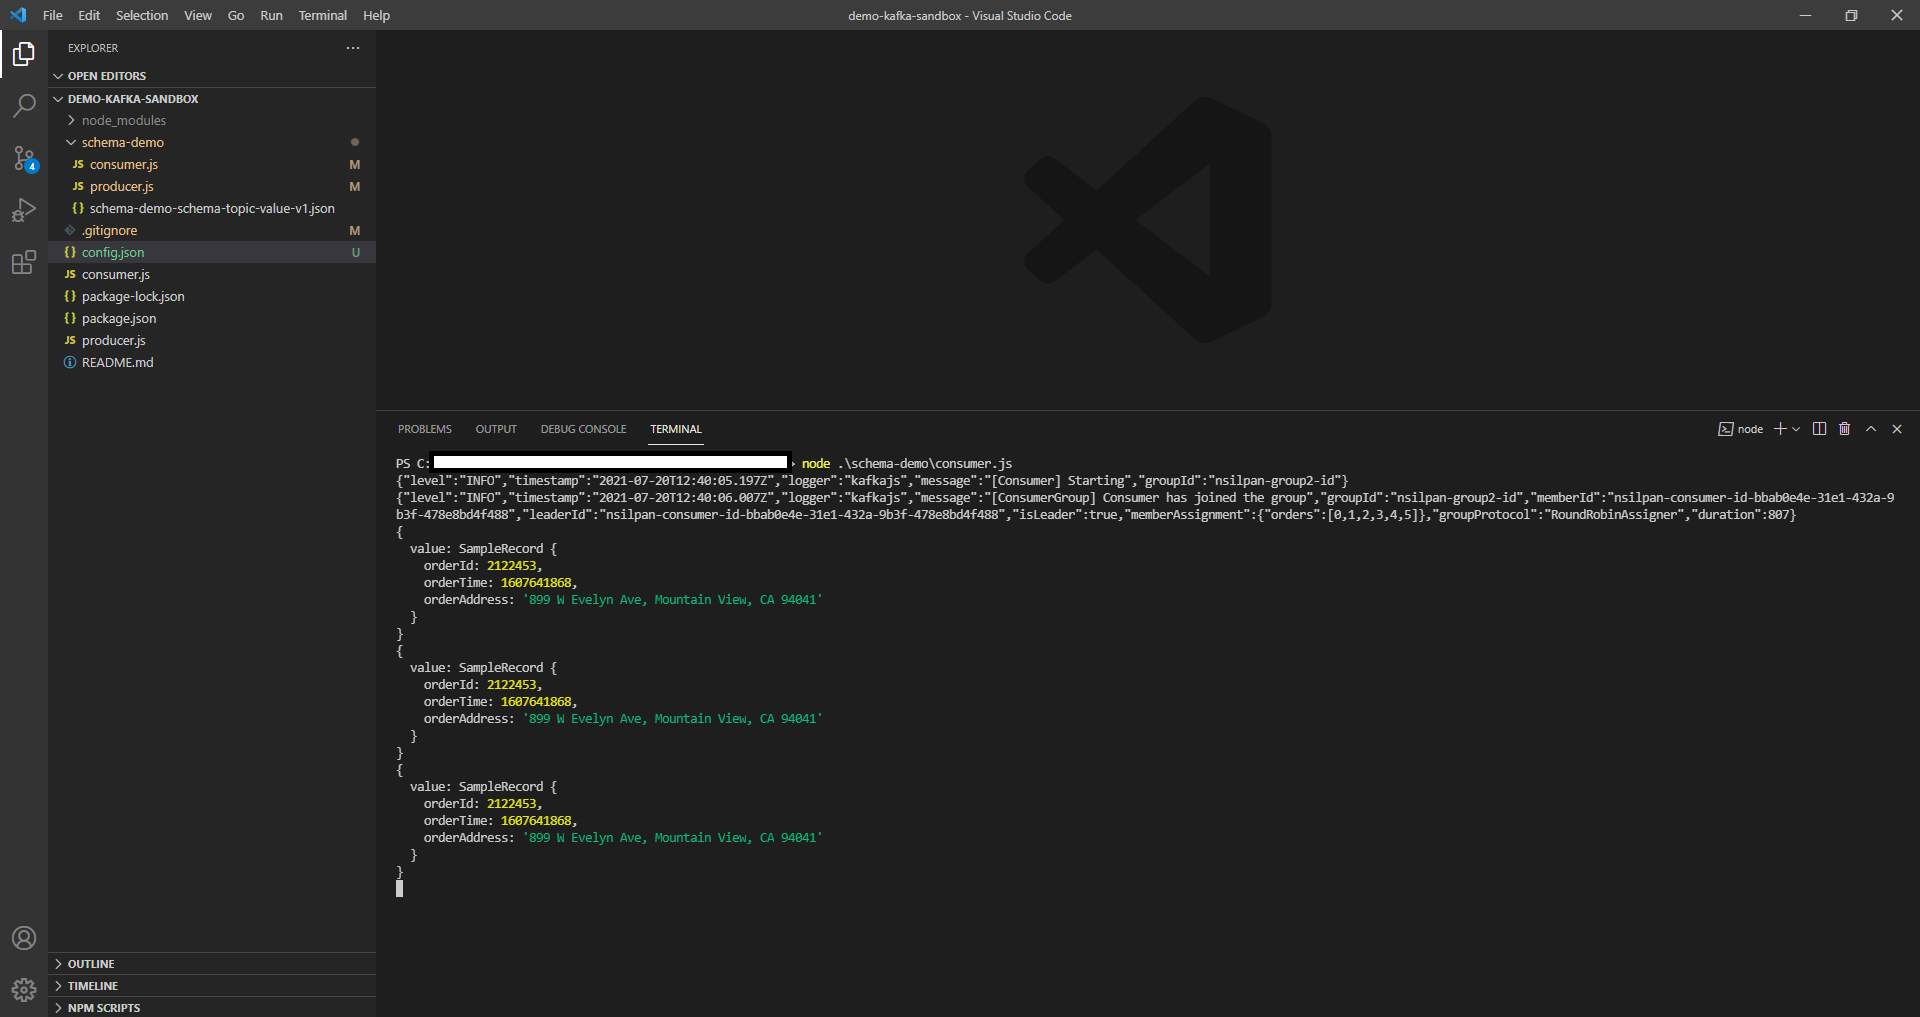 File Edit Selection View Go Run Terminal Help
demo-kafka-sandbox - Visual Studio Code
EXPLORER
OPEN EDITORS
DEMO-KAFKA-SANDBOX
node_modules
schema-demo
JS consumer.js M
JS producer.js M
{} schema-demo-schema-topic-value-v1.json
.gitignore M
{} config.json U
JS consumer.js
{} package-lock.json
{} package.json
JS producer.js
README.md
4
OUTLINE
TIMELINE
NPM SCRIPTS
PROBLEMS OUTPUT DEBUG CONSOLE TERMINAL
node
PS C: node .\schema-demo\consumer.js
{"level":"INFO","timestamp":"2021-07-20T12:40:05.197Z","logger":"kafkajs","message":"[Consumer] Starting","groupId":"nsilpan-group2-id"}
{"level":"INFO","timestamp":"2021-07-20T12:40:06.007Z","logger":"kafkajs","message":"[ConsumerGroup] Consumer has joined the group","groupId":"nsilpan-group2-id","memberId":"nsilpan-consumer-id-bbab0e4e-31e1-432a-9
b3f-478e8bd4f488","leaderId":"nsilpan-consumer-id-bbab0e4e-31e1-432a-9b3f-478e8bd4f488","isLeader":true,"memberAssignment":{"orders":[0,1,2,3,4,5]},"groupProtocol":"RoundRobinAssigner","duration":807}
{
value: SampleRecord {
orderId: 2122453,
orderTime: 1607641868,
orderAddress: '899 W Evelyn Ave, Mountain View, CA 94041'
}
}
{
value: SampleRecord {
orderId: 2122453,
orderTime: 1607641868,
orderAddress: '899 W Evelyn Ave, Mountain View, CA 94041'
}
}
{
value: SampleRecord {
orderId: 2122453,
orderTime: 1607641868,
orderAddress: '899 W Evelyn Ave, Mountain View, CA 94041'
}
}